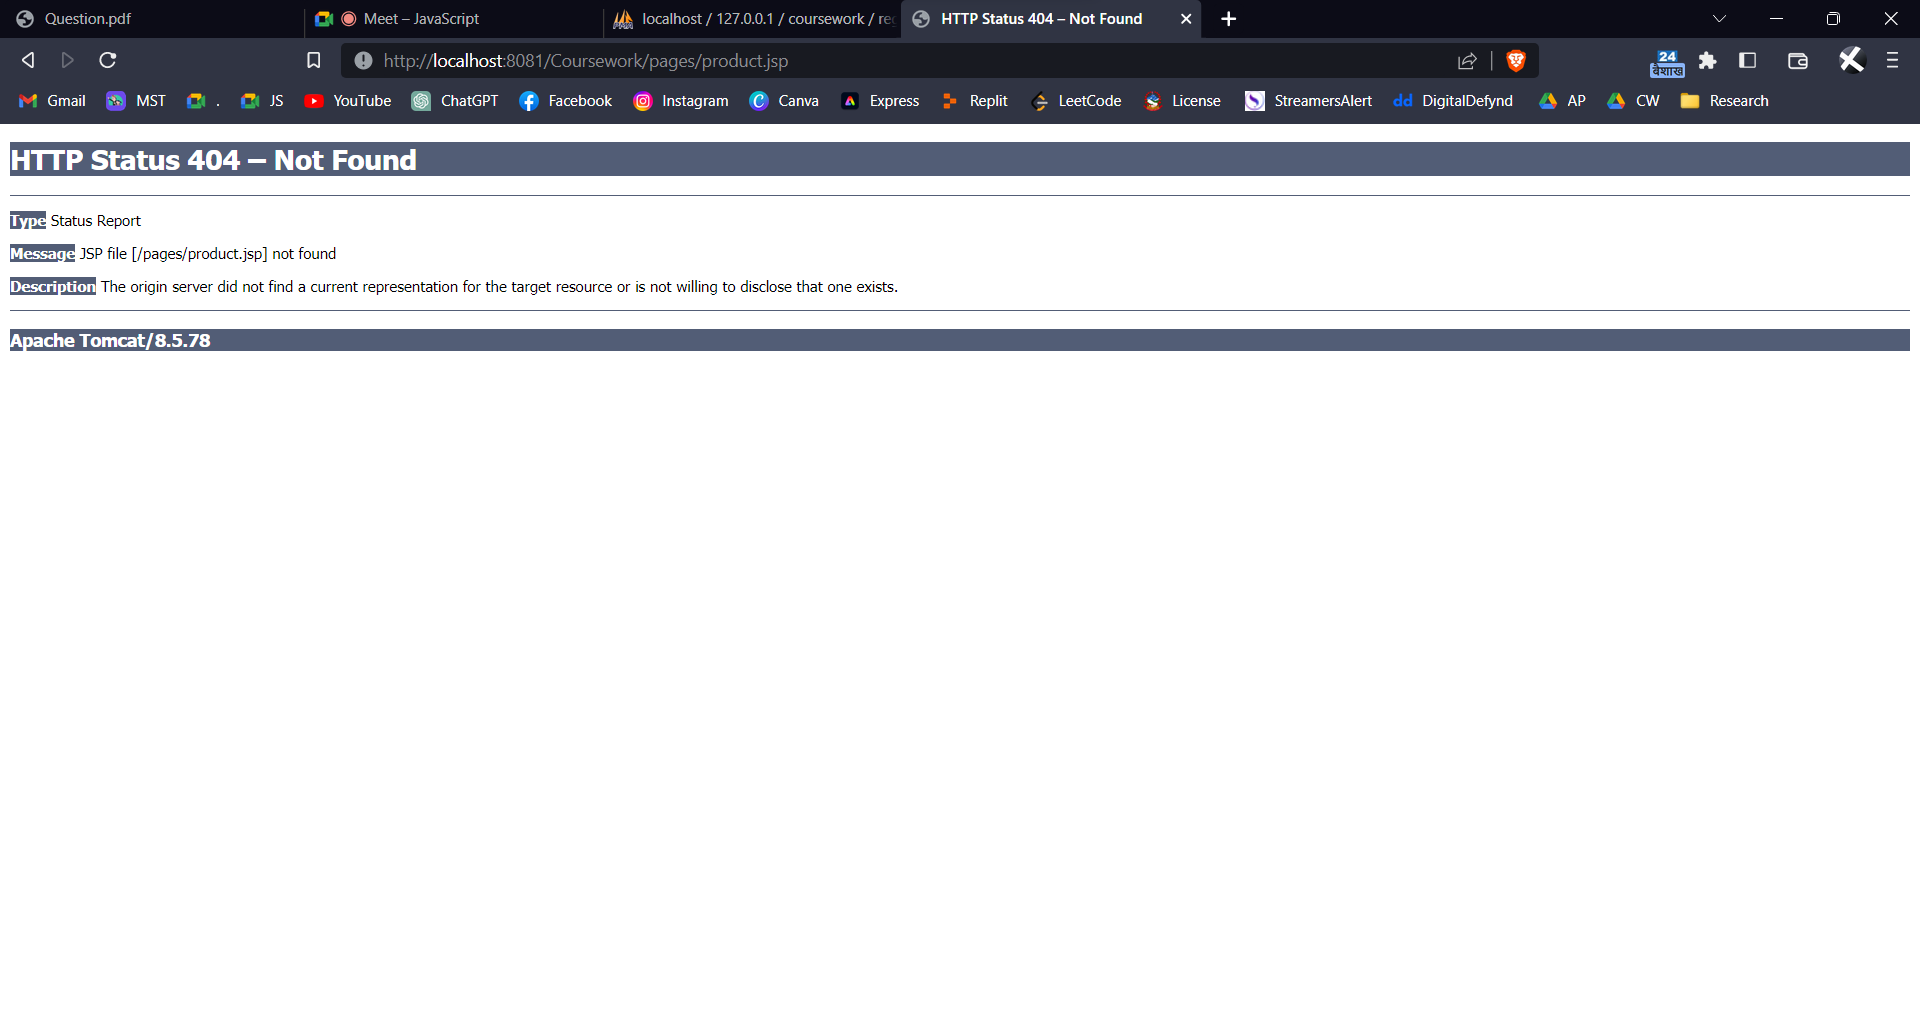 Question.pdf
Meet – JavaScript
localhost / 127.0.0.1 / coursework / re
HTTP Status 404 – Not Found
http://localhost:8081/Coursework/pages/product.jsp
24
बैशाख
Gmail
MST
.
JS
YouTube
ChatGPT
Facebook
Instagram
Canva
Express
Replit
LeetCode
License
StreamersAlert
dd DigitalDefynd
AP
CW
Research
HTTP Status 404 – Not Found
Type Status Report
Message JSP file [/pages/product.jsp] not found
Description The origin server did not find a current representation for the target resource or is not willing to disclose that one exists.
Apache Tomcat/8.5.78